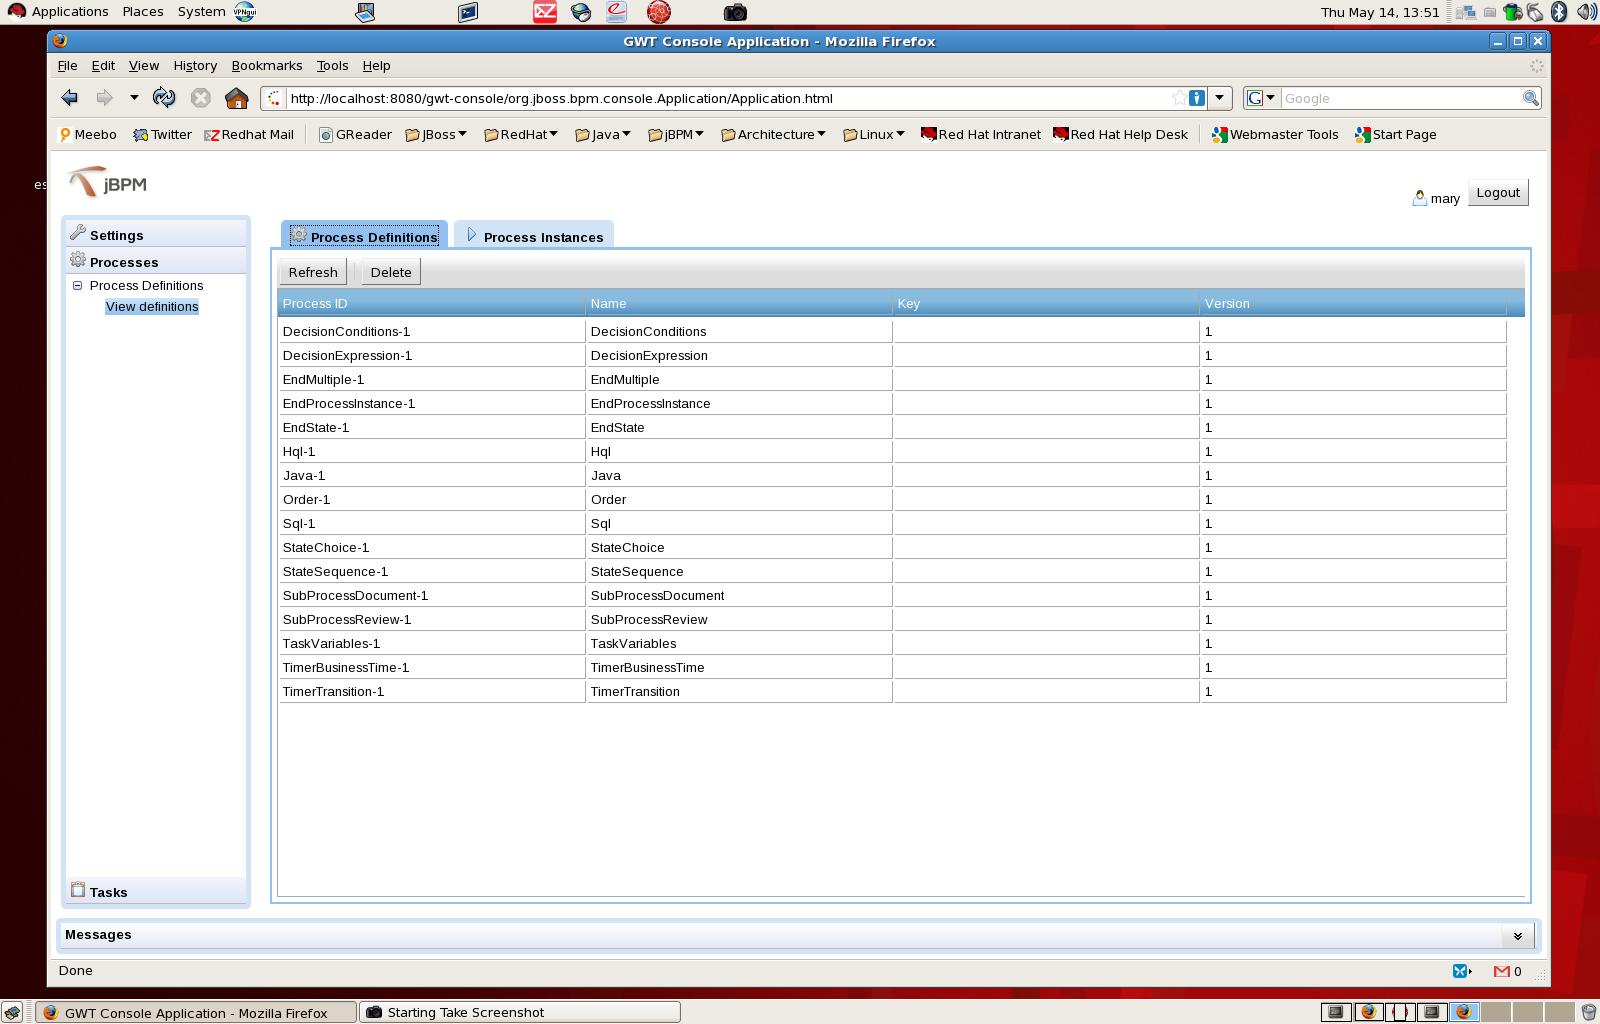 Applications Places System VPNgui Thu May 14, 13:51
GWT Console Application - Mozilla Firefox
File Edit View History Bookmarks Tools Help
http://localhost:8080/gwt-console/org.jboss.bpm.console.Application/Application.html Google
Meebo Twitter Redhat Mail GReader JBoss RedHat Java jBPM Architecture Linux Red Hat Intranet Red Hat Help Desk Webmaster Tools Start Page
es
jBPM
mary Logout
Settings
Processes
Process Definitions
View definitions
Tasks
Process Definitions Process Instances
Refresh Delete
Process ID Name Key Version
DecisionConditions-1 DecisionConditions 1
DecisionExpression-1 DecisionExpression 1
EndMultiple-1 EndMultiple 1
EndProcessInstance-1 EndProcessInstance 1
EndState-1 EndState 1
Hql-1 Hql 1
Java-1 Java 1
Order-1 Order 1
Sql-1 Sql 1
StateChoice-1 StateChoice 1
StateSequence-1 StateSequence 1
SubProcessDocument-1 SubProcessDocument 1
SubProcessReview-1 SubProcessReview 1
TaskVariables-1 TaskVariables 1
TimerBusinessTime-1 TimerBusinessTime 1
TimerTransition-1 TimerTransition 1
Messages
Done 0
GWT Console Application - Mozilla Firefox Starting Take Screenshot